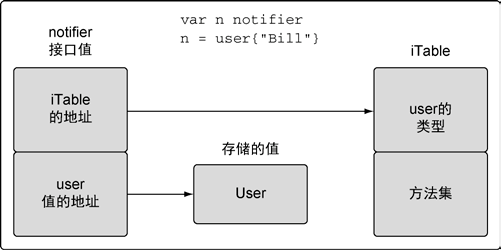 var n notifier
n = user{"Bill"}
notifier
接口值
iTable
iTable
的地址
user的
类型
存储的值
user
值的地址
User
方法集